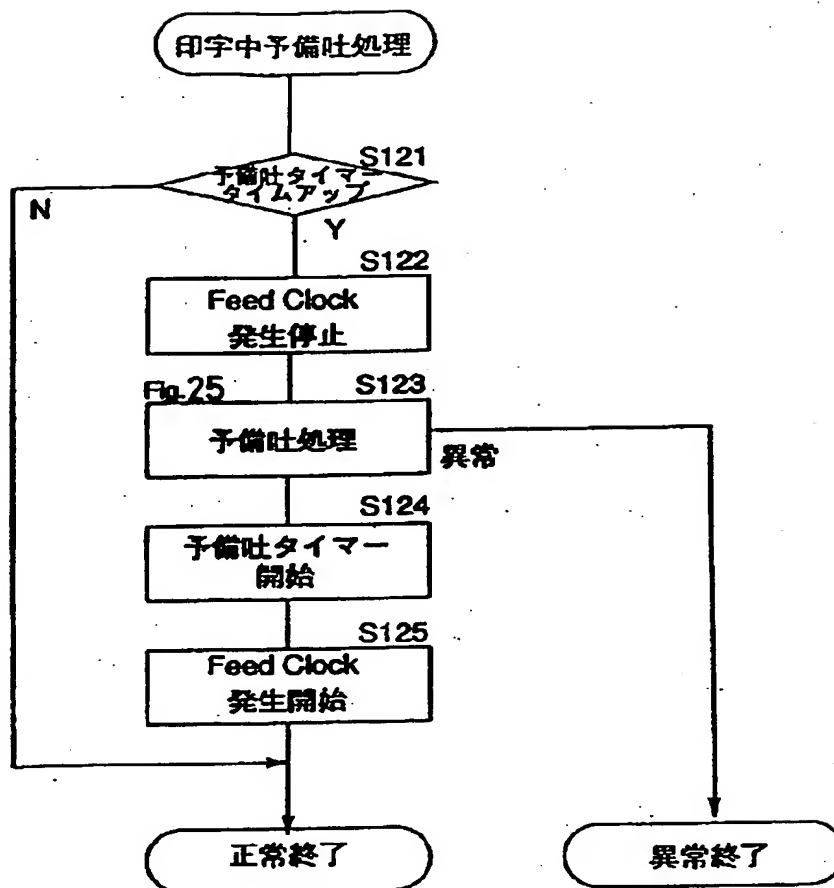 印字中予備吐処理
S121
予備吐タイマー
タイムアップ
N
Y
S122
Feed Clock
発生停止
Fig.25
S123
予備吐処理
異常
S124
予備吐タイマー
開始
S125
Feed Clock
発生開始
正常終了
異常終了